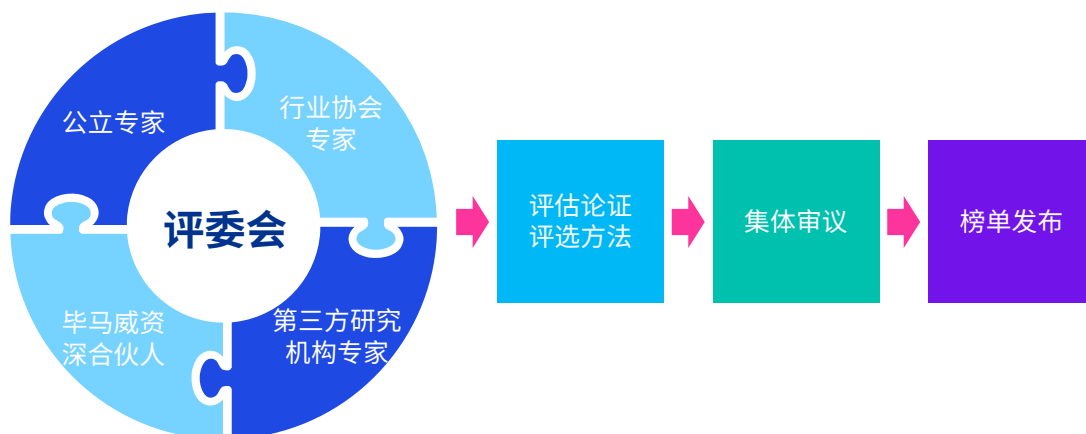 公立专家
行业协会
专家
评委会
毕马威资
深合伙人
第三方研究
机构专家
评估论证
评选方法
集体审议
榜单发布